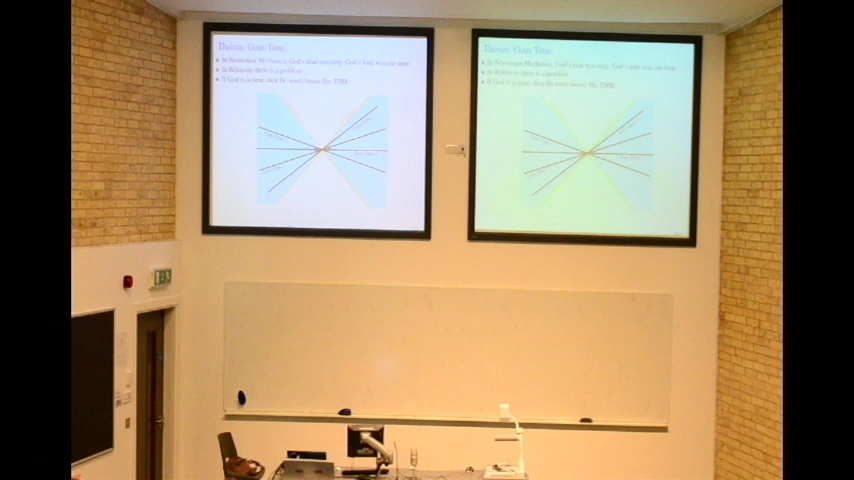 Theism: Gods Time:
In Newtonian Mechanics, God's time was easy. God's time was our time.
In Relativity there is a problem.
If God is in time, then He must choose His TIME.
Theism: Gods Time:
In Newtonian Mechanics, God's time was easy. God's time was our time.
In Relativity there is a problem.
If God is in time, then He must choose His TIME.